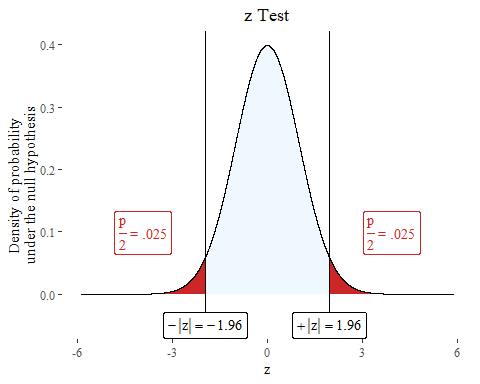 z Test
Density of probability
under the null hypothesis
0.4
0.3
0.2
0.1
0.0
p
2
= .025
p
2
= .025
−|z| = −1.96
+|z| = 1.96
-6
-3
0
3
6
z